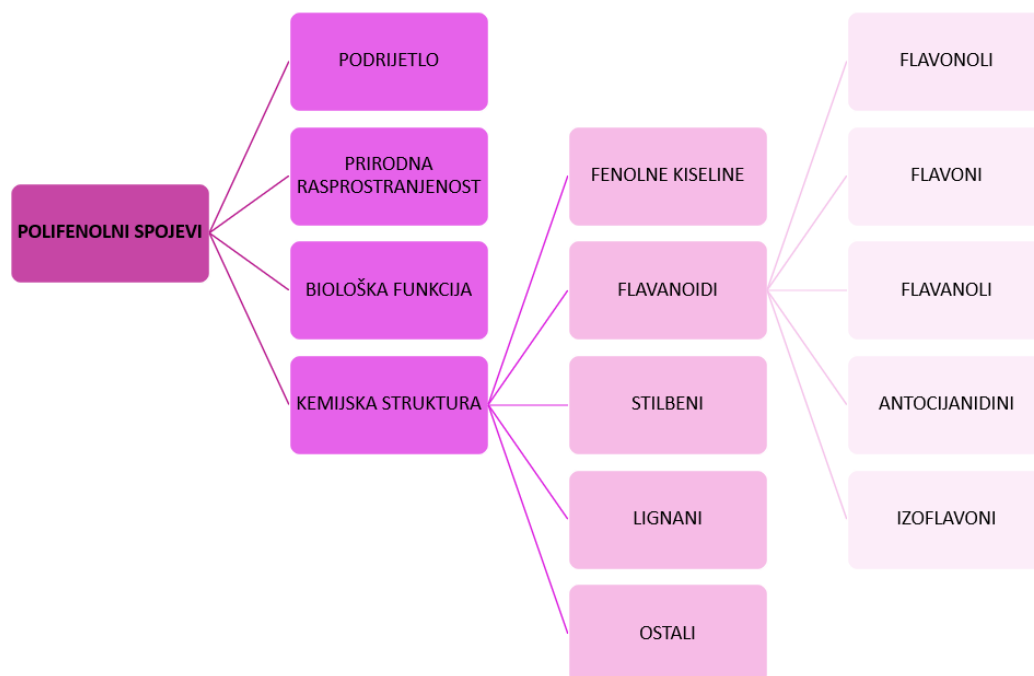 POLIFENOLNI SPOJEVI
PODRIJETLO
PRIRODNA
RASPROSTRANJENOST
BIOLOŠKA FUNKCIJA
KEMIJSKA STRUKTURA
FENOLNE KISELINE
FLAVANOIDI
STILBENI
LIGNANI
OSTALI
FLAVONOLI
FLAVONI
FLAVANOLI
ANTOCIJANIDINI
IZOFLAVONI